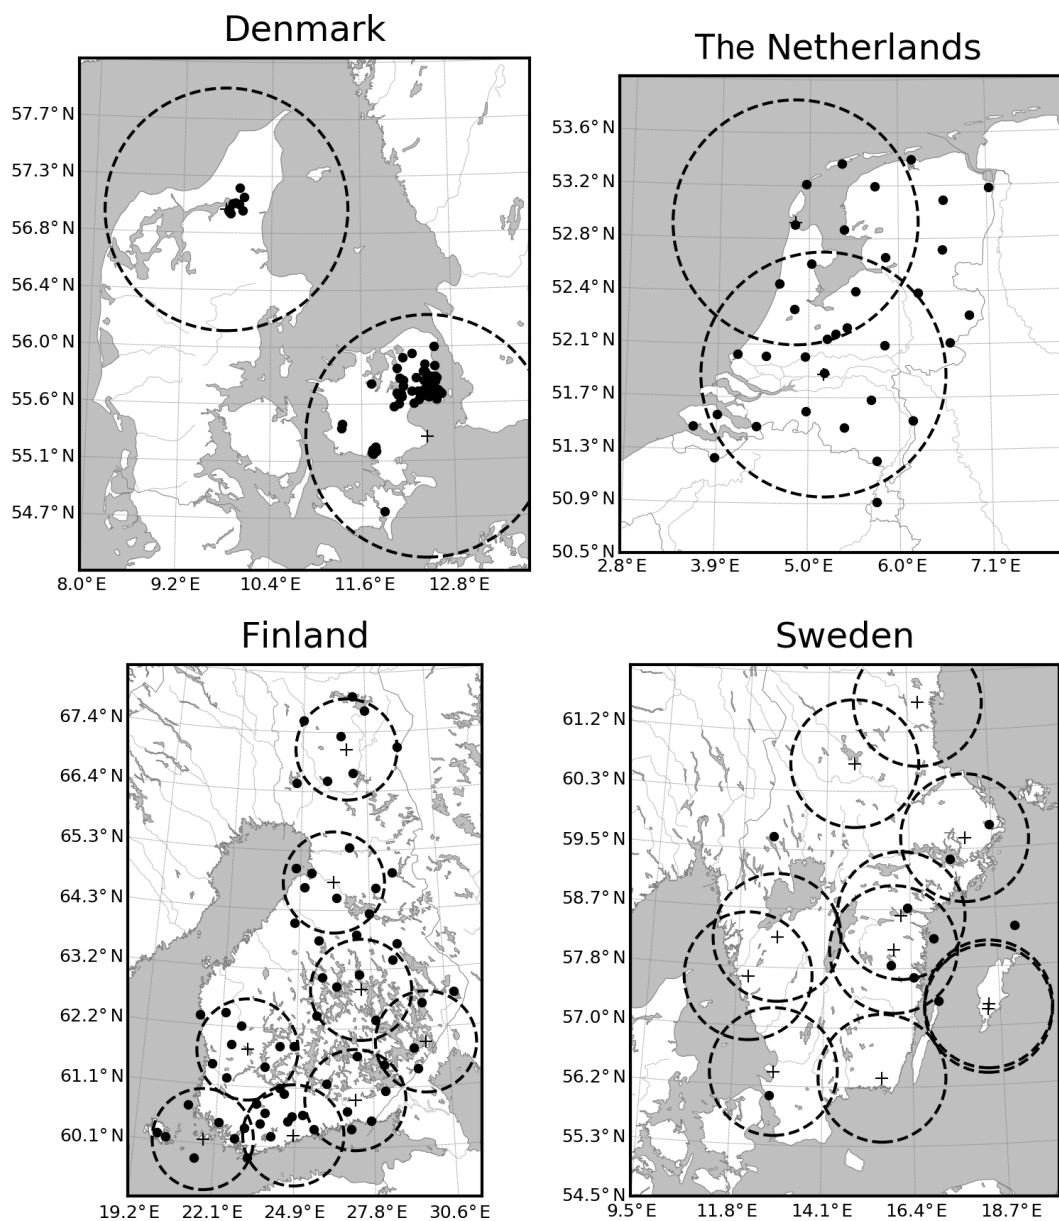 Denmark
57.7° N
57.3° N
56.8° N
56.4° N
56.0° N
55.6° N
55.1° N
54.7° N
8.0° E
9.2° E
10.4° E
11.6° E
12.8° E
The Netherlands
53.6° N
53.2° N
52.8° N
52.4° N
52.1° N
51.7° N
51.3° N
50.9° N
50.5° N
2.8° E
3.9° E
5.0° E
6.0° E
7.1° E
Finland
67.4° N
66.4° N
65.3° N
64.3° N
63.2° N
62.2° N
61.1° N
60.1° N
19.2° E
22.1° E
24.9° E
27.8° E
30.6° E
Sweden
61.2° N
60.3° N
59.5° N
58.7° N
57.8° N
57.0° N
56.2° N
55.3° N
54.5° N
9.5° E
11.8° E
14.1° E
16.4° E
18.7° E